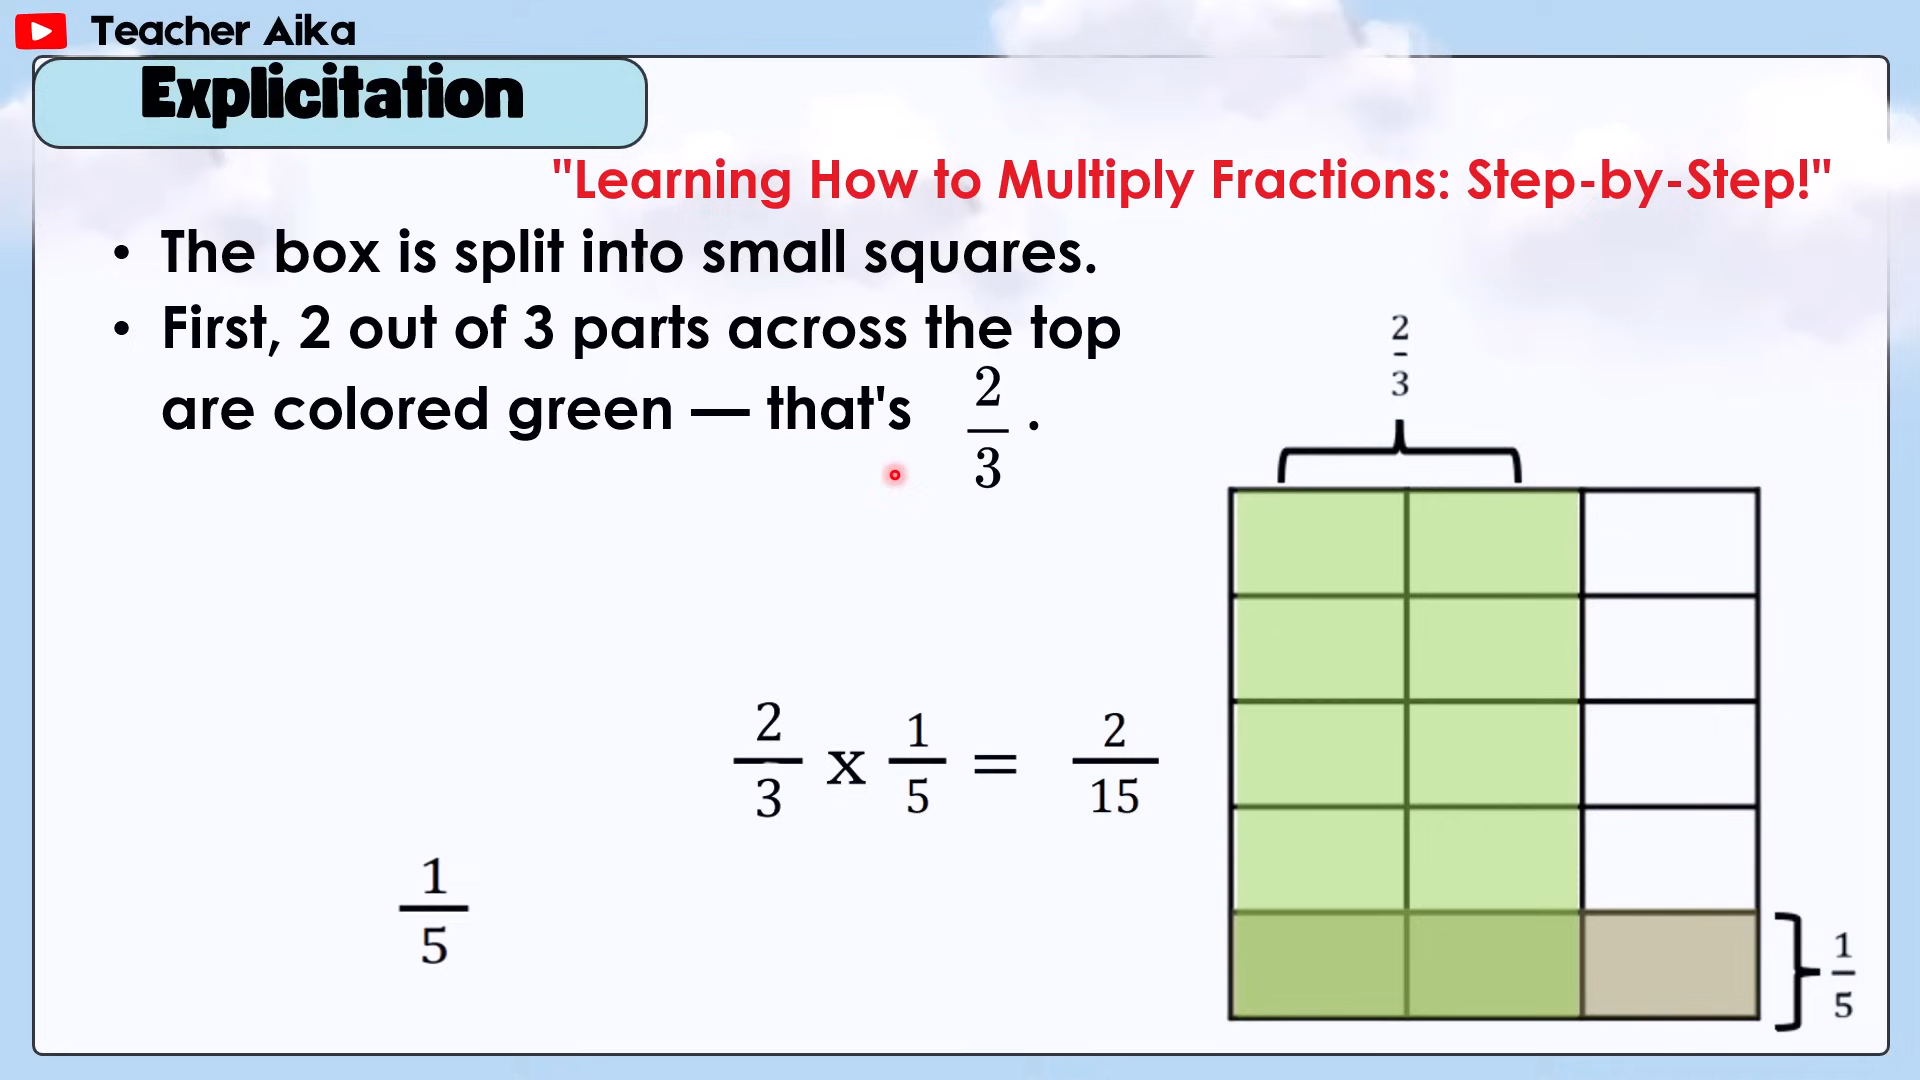 Teacher Aika
Explicitation
"Learning How to Multiply Fractions: Step-by-Step!"
• The box is split into small squares.
• First, 2 out of 3 parts across the top
are colored green — that's 2/3 .
2/3
2/3 x 1/5 = 2/15
1/5
1/5